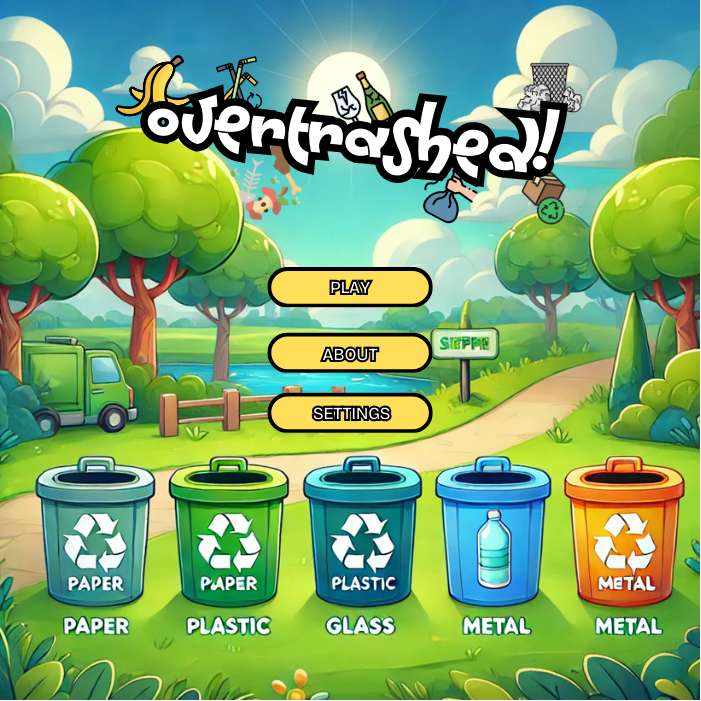 overtrashed!
PLAY
ABOUT
SETTINGS
PAPER PAPER PLASTIC METAL
PAPER PLASTIC GLASS METAL METAL